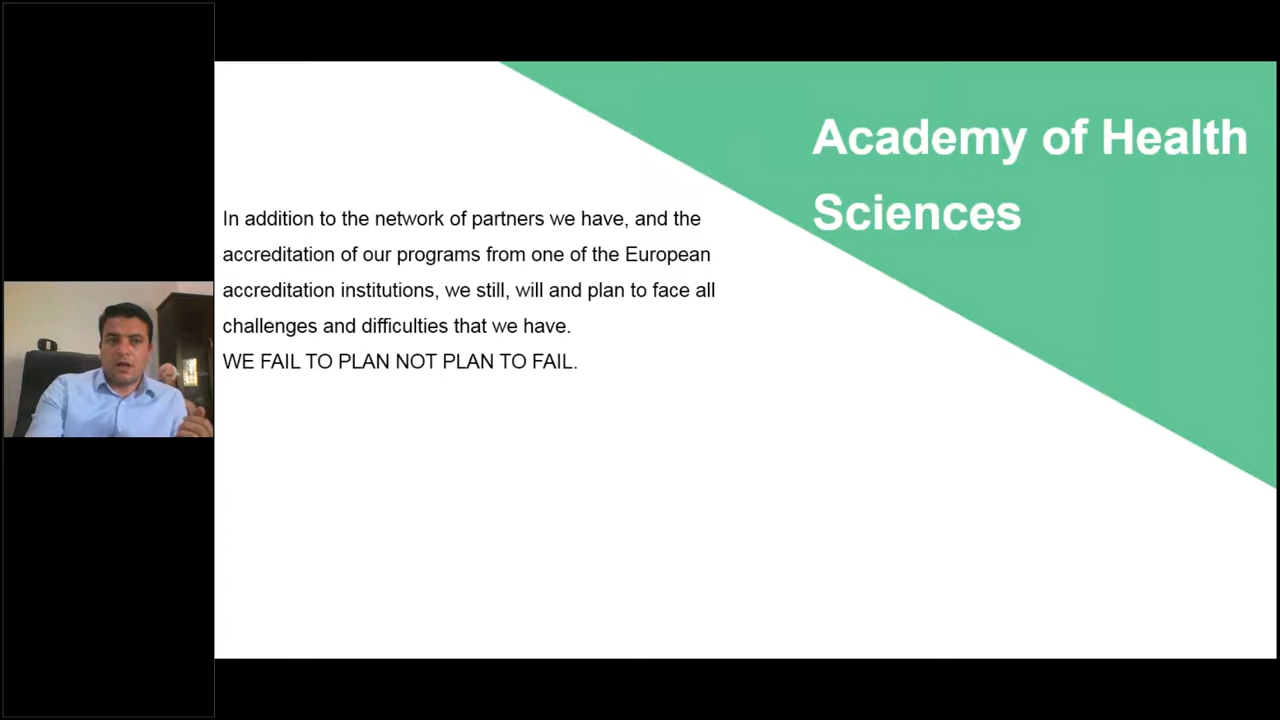 Academy of Health
Sciences
In addition to the network of partners we have, and the
accreditation of our programs from one of the European
accreditation institutions, we still, will and plan to face all
challenges and difficulties that we have.
WE FAIL TO PLAN NOT PLAN TO FAIL.